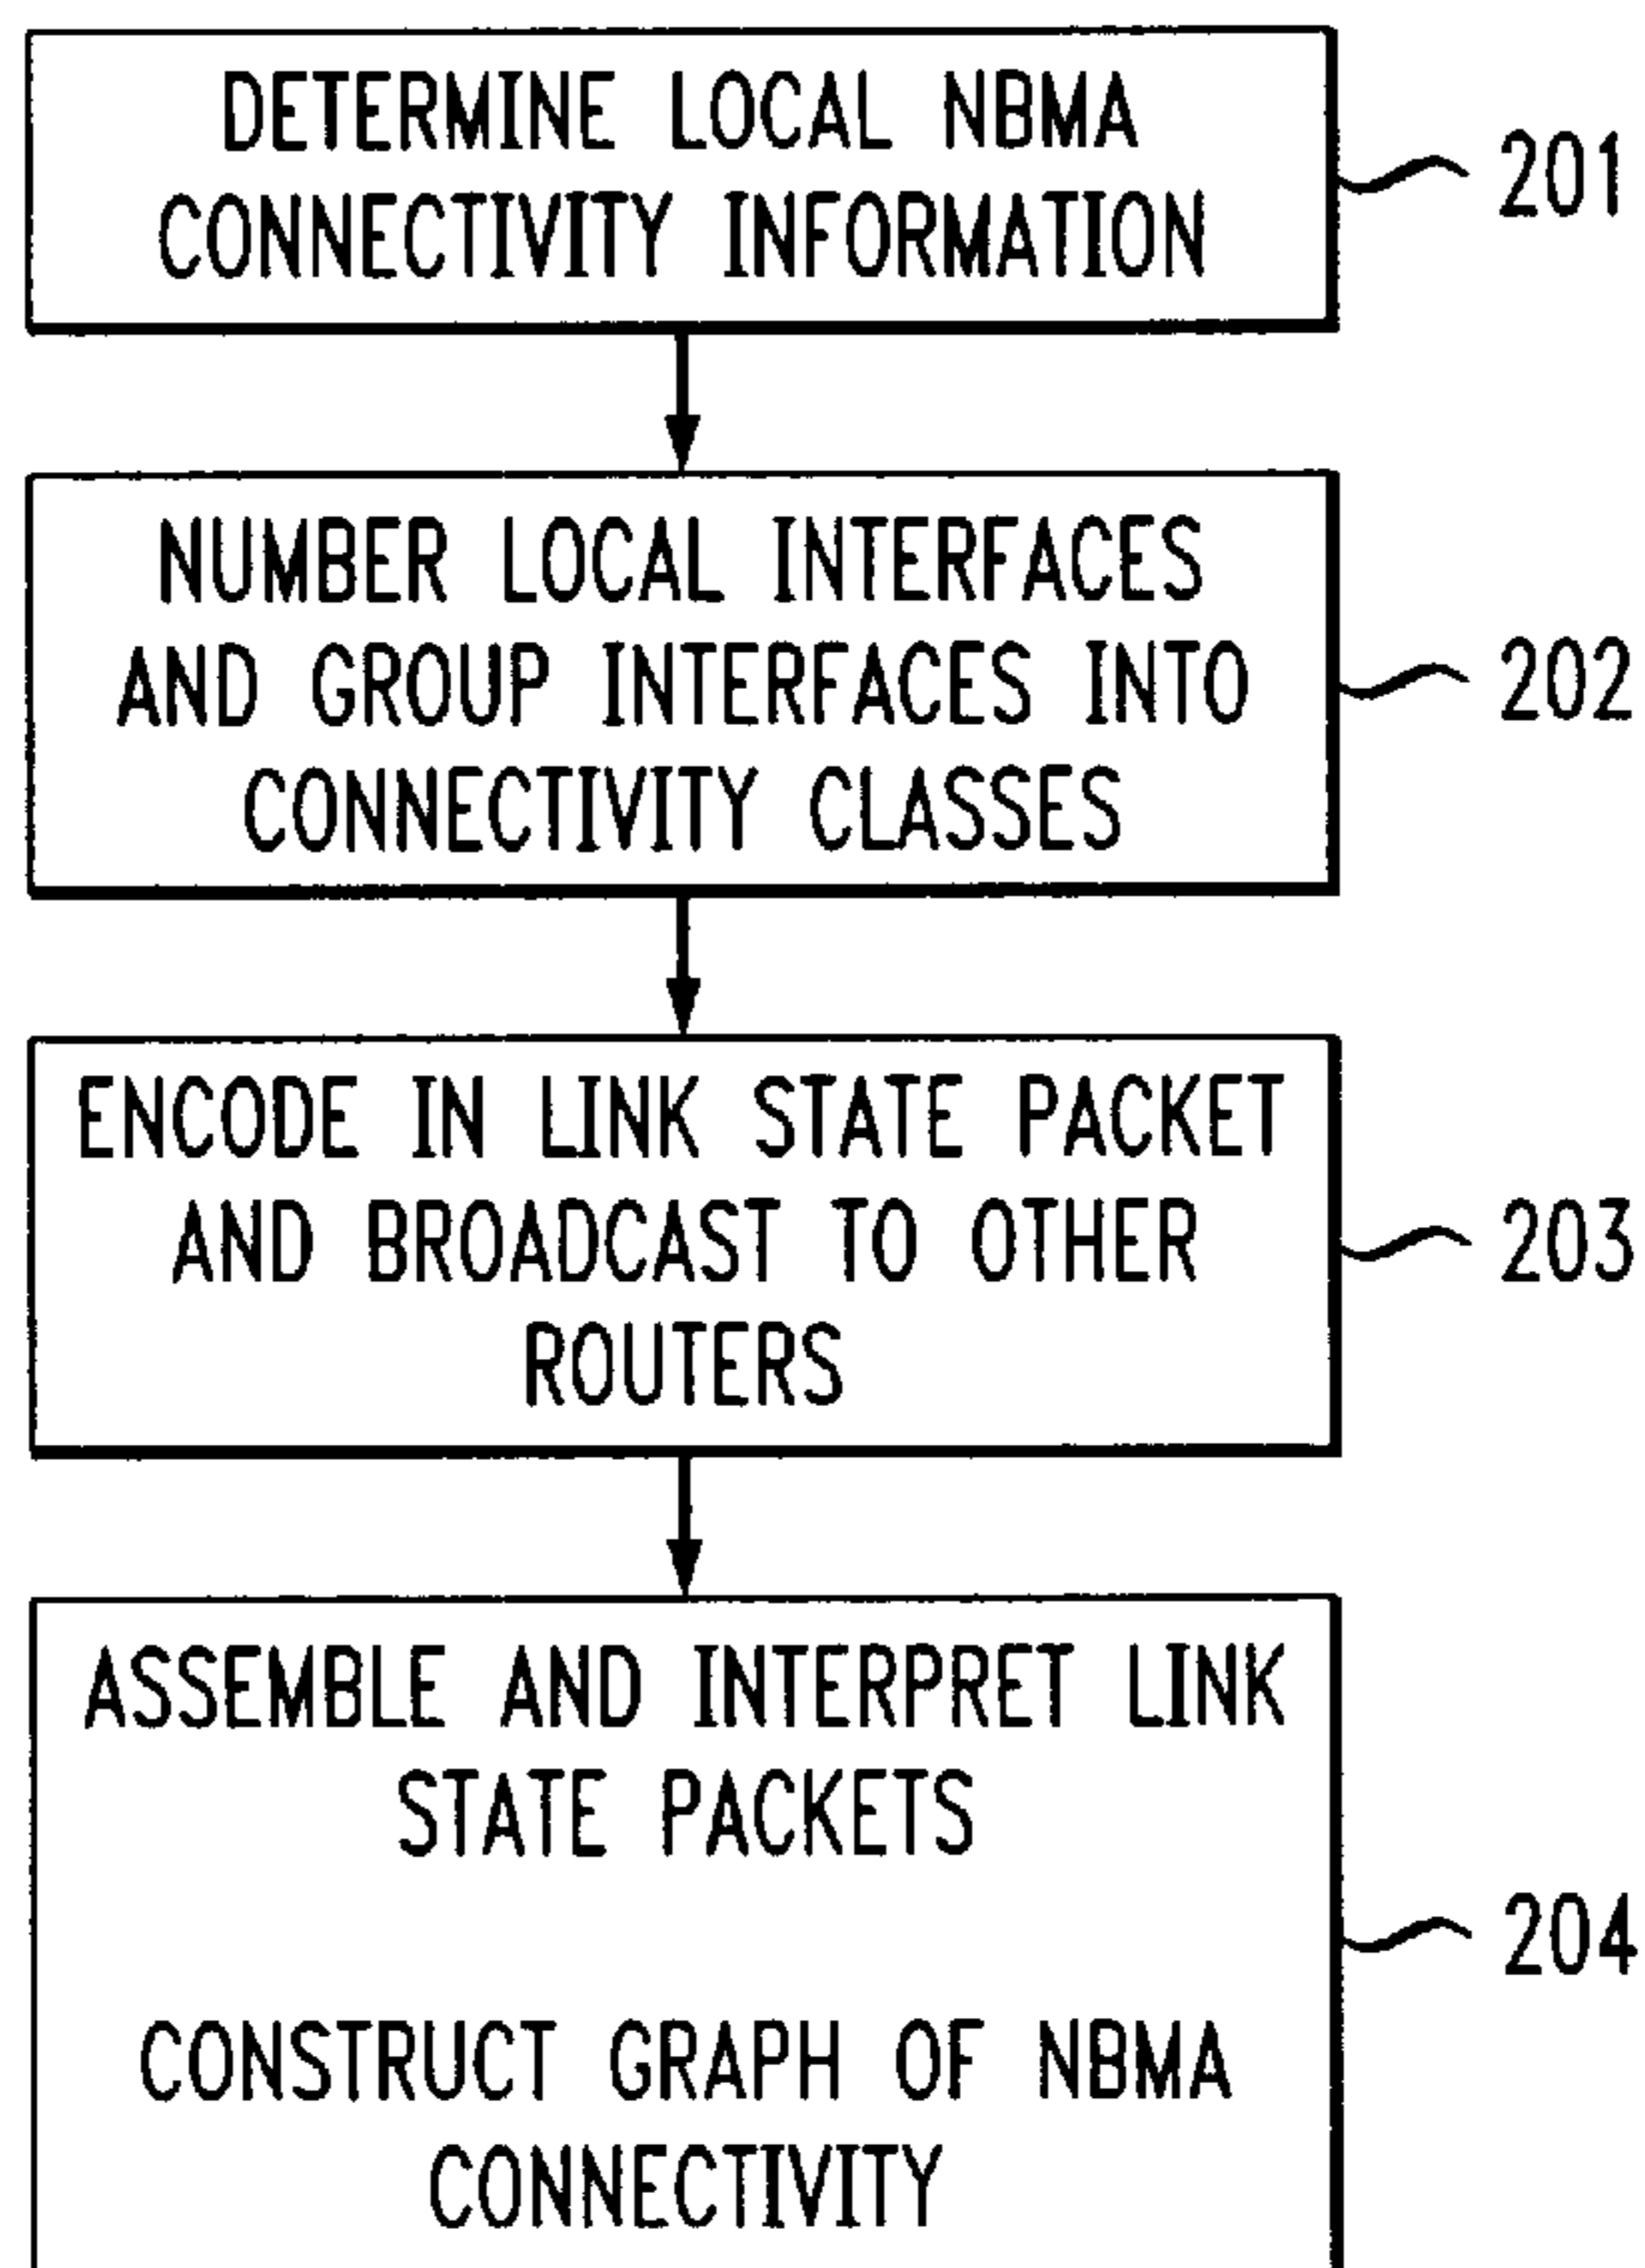 DETERMINE LOCAL NBMA
CONNECTIVITY INFORMATION
201
NUMBER LOCAL INTERFACES
AND GROUP INTERFACES INTO
CONNECTIVITY CLASSES
202
ENCODE IN LINK STATE PACKET
AND BROADCAST TO OTHER
ROUTERS
203
ASSEMBLE AND INTERPRET LINK
STATE PACKETS
204
CONSTRUCT GRAPH OF NBMA
CONNECTIVITY